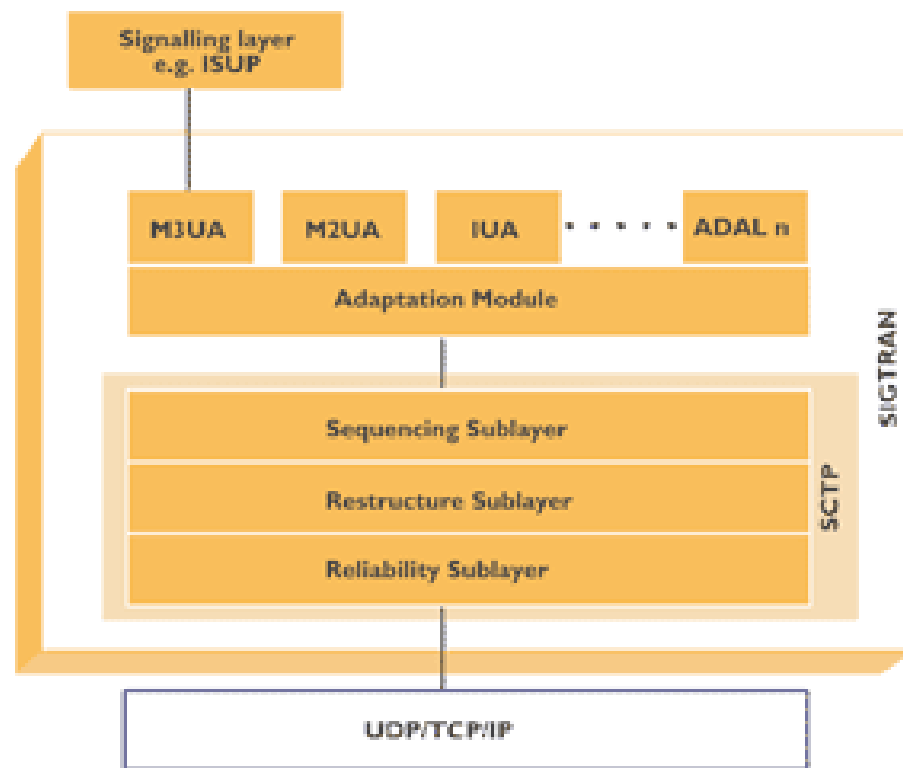 Signalling layer
e.g. ISUP
M3UA
M2UA
IUA
ADAL n
Adaptation Module
SIGTRAN
Sequencing Sublayer
Restructure Sublayer
SCTP
Reliability Sublayer
UDP/TCP/IP